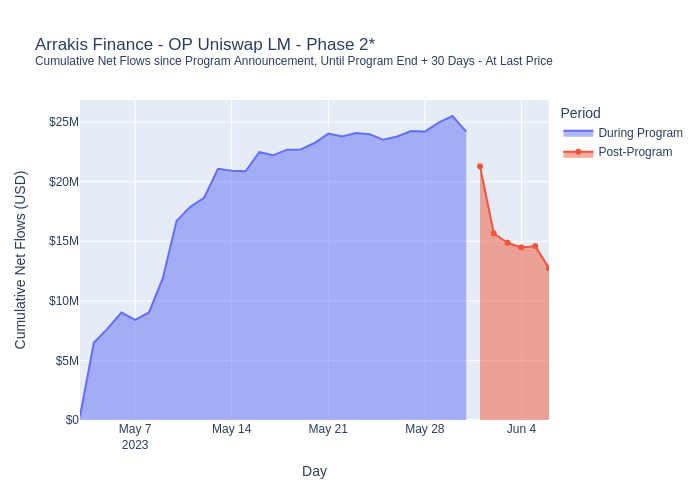 Arrakis Finance - OP Uniswap LM - Phase 2*
Cumulative Net Flows since Program Announcement, Until Program End + 30 Days - At Last Price
Period
During Program
Post-Program
Cumulative Net Flows (USD)
$25M
$20M
$15M
$10M
$5M
$0
May 7
2023
May 14
May 21
May 28
Jun 4
Day